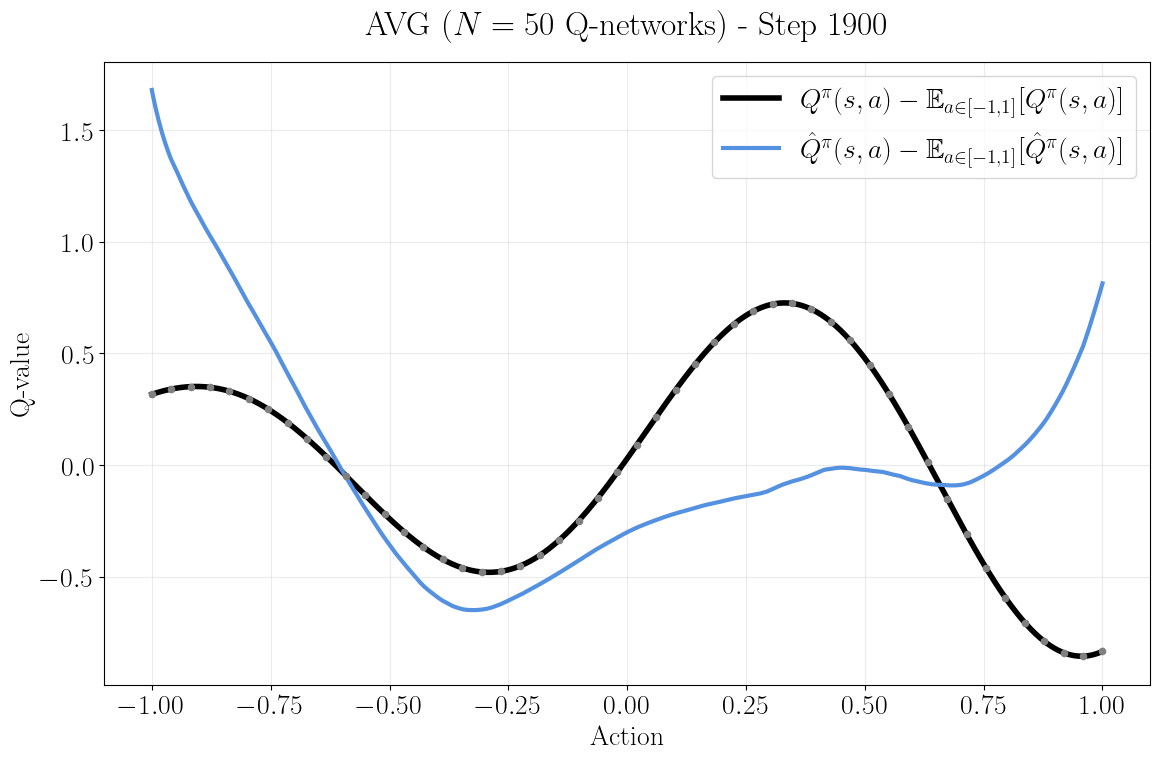 AVG (N = 50 Q-networks) - Step 1900
Q^π(s, a) − 𝔼_{a∈[−1,1]}[Q^π(s, a)]
Q̂^π(s, a) − 𝔼_{a∈[−1,1]}[Q̂^π(s, a)]
Q-value
1.5
1.0
0.5
0.0
−0.5
−1.00 −0.75 −0.50 −0.25 0.00 0.25 0.50 0.75 1.00
Action